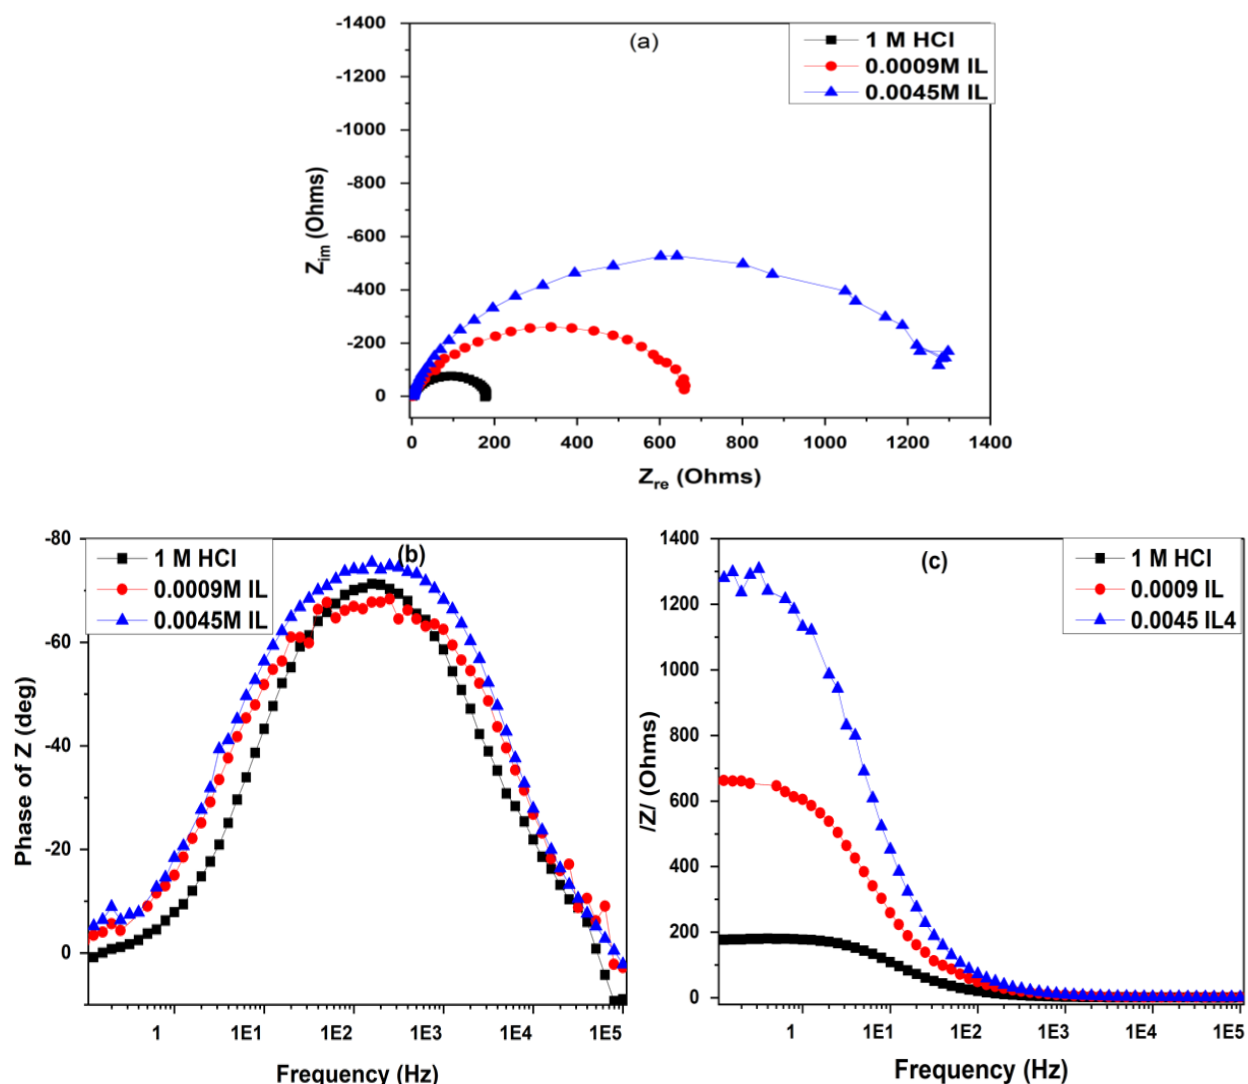 (a)
1 M HCl
0.0009M IL
0.0045M IL
-1400
-1200
-1000
-800
-600
-400
-200
0
Z_im (Ohms)
0 200 400 600 800 1000 1200 1400
Z_re (Ohms)
(b)
1 M HCl
0.0009M IL
0.0045M IL
-80
-60
-40
-20
0
Phase of Z (deg)
1 1E1 1E2 1E3 1E4 1E5
Frequency (Hz)
(c)
1 M HCl
0.0009 IL
0.0045 IL4
1400
1200
1000
800
600
400
200
0
/Z/ (Ohms)
1 1E1 1E2 1E3 1E4 1E5
Frequency (Hz)